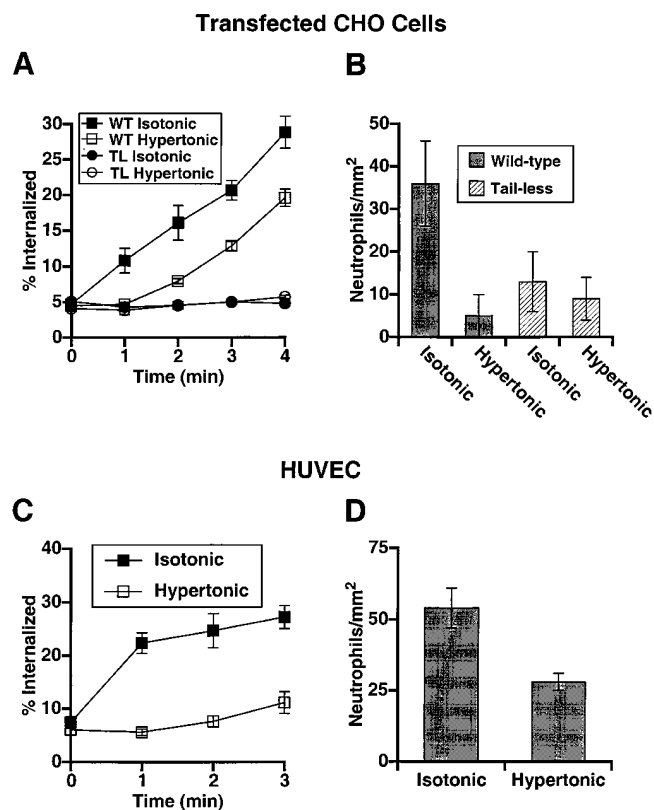 Transfected CHO Cells
A
B
WT Isotonic
WT Hypertonic
TL Isotonic
TL Hypertonic
% Internalized
30
25
20
15
10
5
0
0 1 2 3 4
Time (min)
Wild-type
Tail-less
Neutrophils/mm²
50
40
30
20
10
0
Isotonic
Hypertonic
Isotonic
Hypertonic
HUVEC
C
D
Isotonic
Hypertonic
% Internalized
40
30
20
10
0
0 1 2 3
Time (min)
Neutrophils/mm²
75
50
25
0
Isotonic Hypertonic